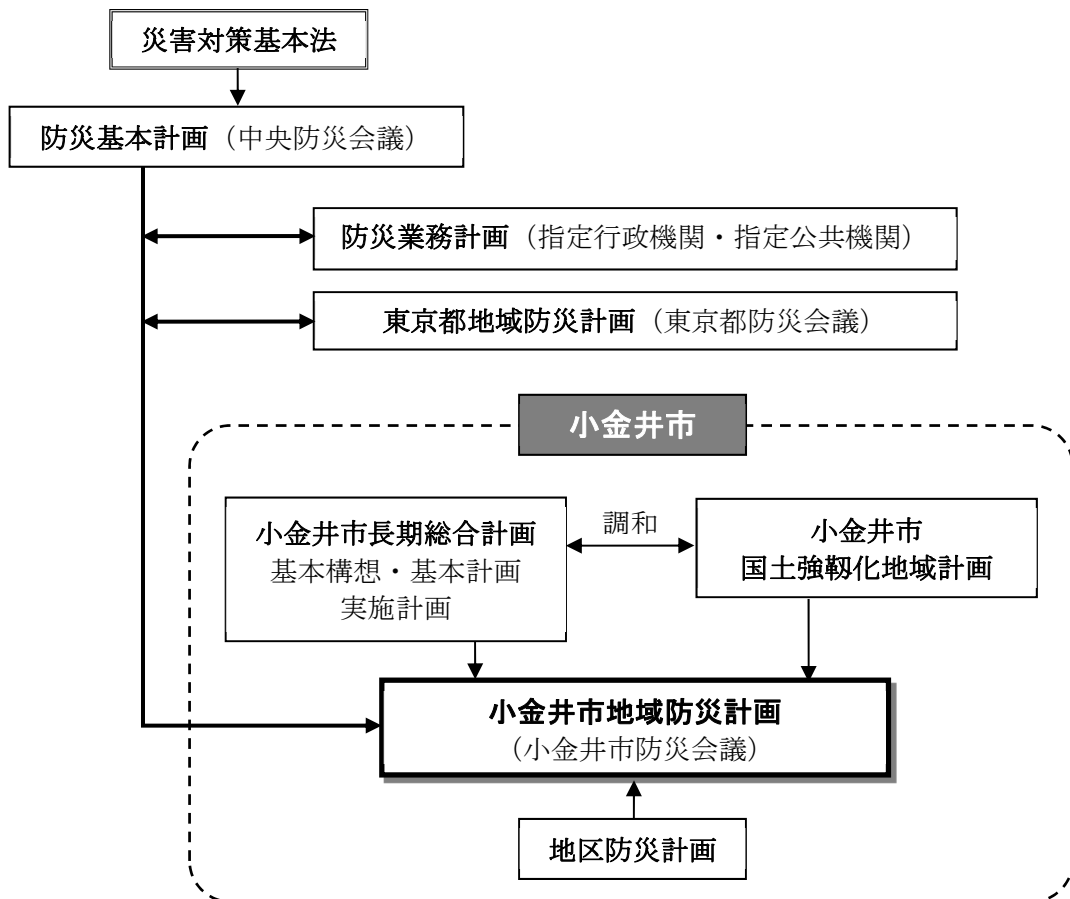 災害対策基本法
防災基本計画（中央防災会議）
防災業務計画（指定行政機関・指定公共機関）
東京都地域防災計画（東京都防災会議）
小金井市
小金井市長期総合計画
基本構想・基本計画
実施計画
調和
小金井市
国土強靱化地域計画
小金井市地域防災計画
（小金井市防災会議）
地区防災計画